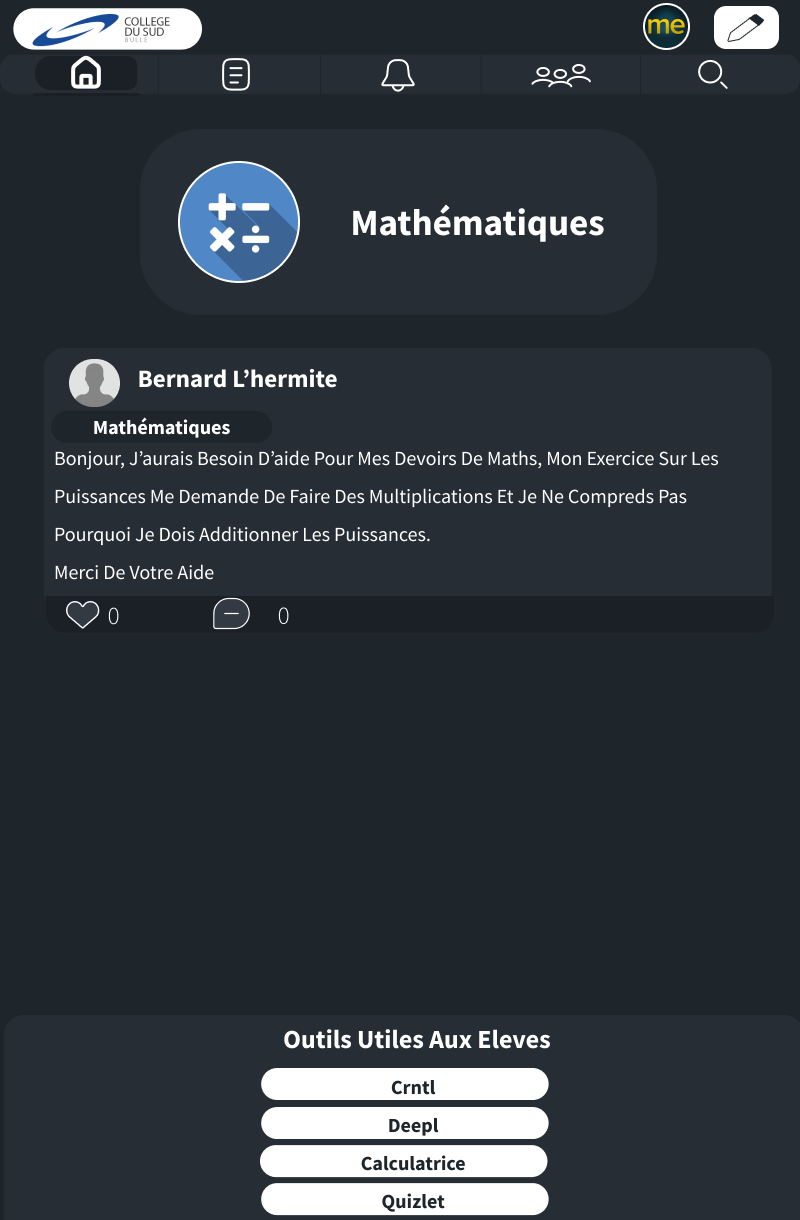 COLLEGE
DU SUD
BULLE
me
Mathématiques
Bernard L’hermite
Mathématiques
Bonjour, J’aurais Besoin D’aide Pour Mes Devoirs De Maths, Mon Exercice Sur Les
Puissances Me Demande De Faire Des Multiplications Et Je Ne Compreds Pas
Pourquoi Je Dois Additionner Les Puissances.
Merci De Votre Aide
0 0
Outils Utiles Aux Eleves
Crntl
Deepl
Calculatrice
Quizlet